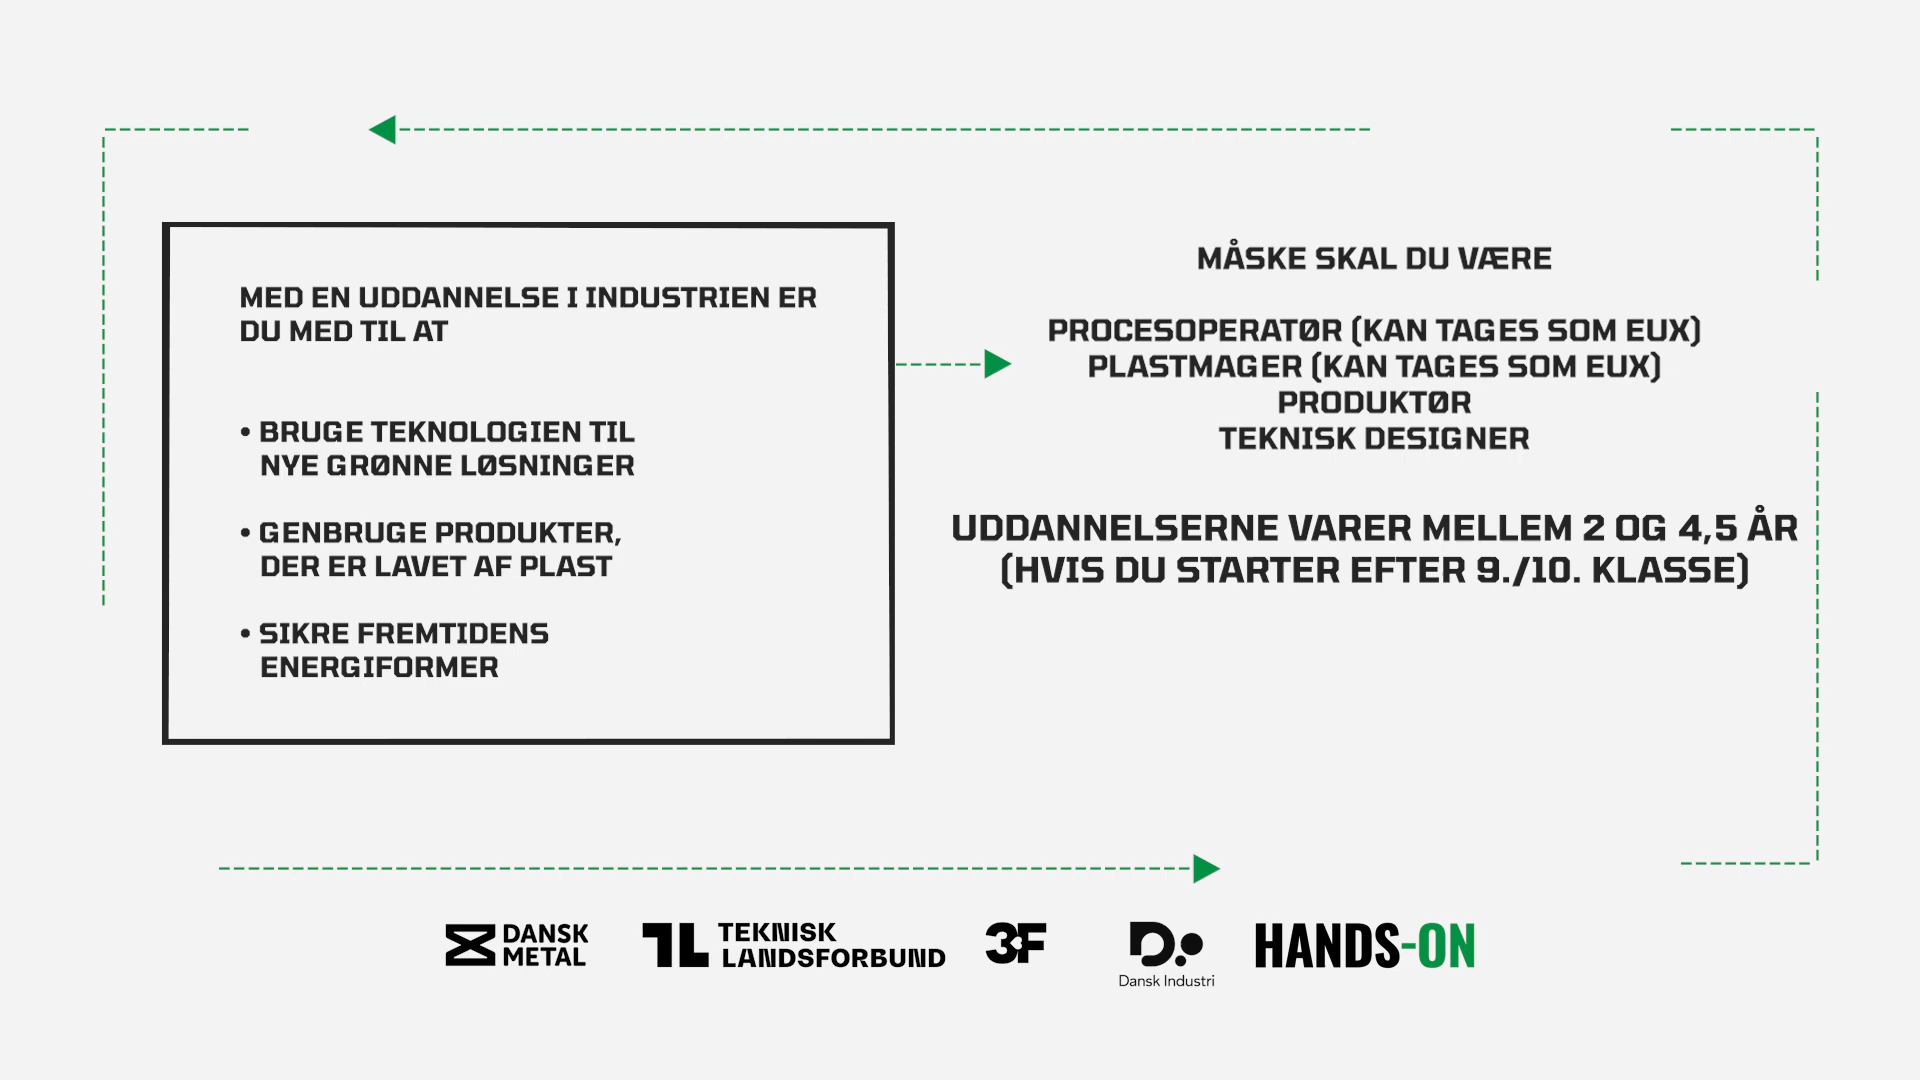 MED EN UDDANNELSE I INDUSTRIEN ER
DU MED TIL AT
• BRUGE TEKNOLOGIEN TIL
NYE GRØNNE LØSNINGER
• GENBRUGE PRODUKTER,
DER ER LAVET AF PLAST
• SIKRE FREMTIDENS
ENERGIFORMER
MÅSKE SKAL DU VÆRE
PROCESOPERATØR (KAN TAGES SOM EUX)
PLASTMAGER (KAN TAGES SOM EUX)
PRODUKTØR
TEKNISK DESIGNER
UDDANNELSERNE VARER MELLEM 2 OG 4,5 ÅR
(HVIS DU STARTER EFTER 9./10. KLASSE)
DANSK
METAL
TL TEKNISK
LANDSFORBUND
3F
D
Dansk Industri
HANDS-ON